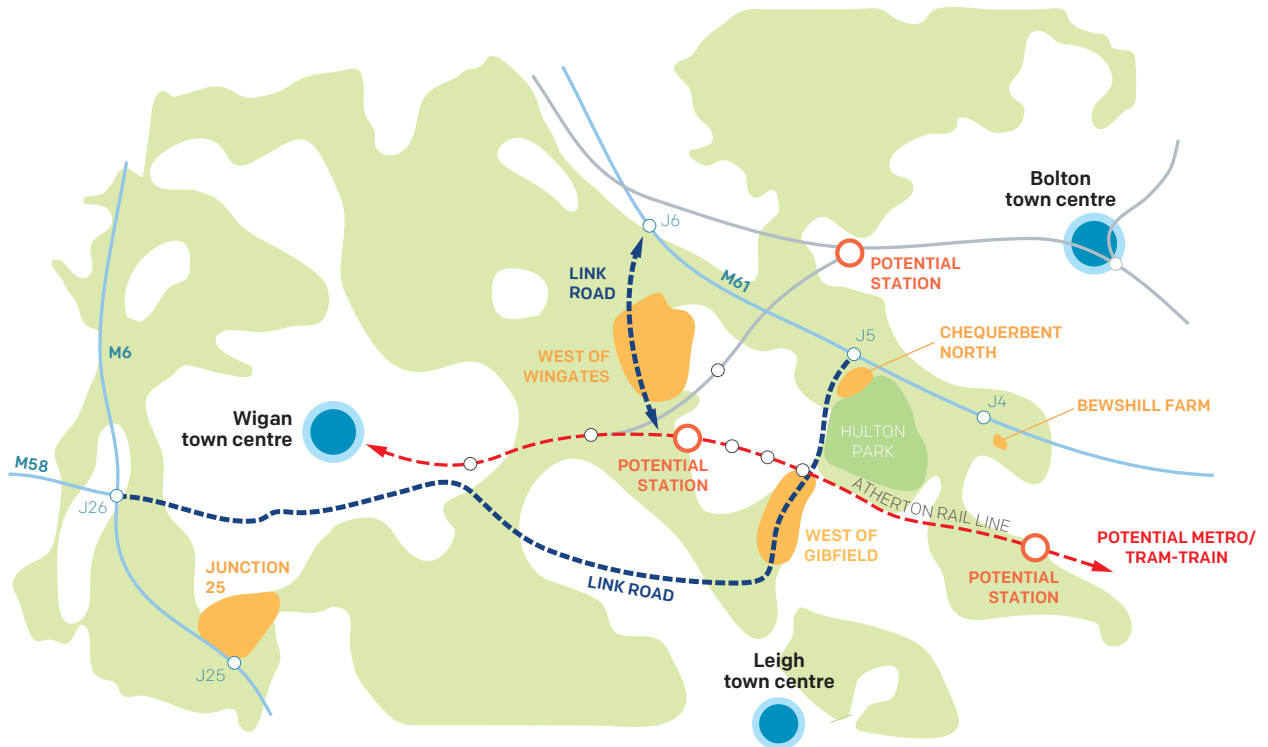 Bolton
town centre
J6
LINK
ROAD
M61
POTENTIAL
STATION
J5
CHEQUERBENT
NORTH
M6
WEST OF
WINGATES
J4
BEWSHILL FARM
Wigan
town centre
HULTON
PARK
M58
POTENTIAL
STATION
J26
ATHERTON RAIL LINE
WEST OF
GIBFIELD
POTENTIAL METRO/
TRAM-TRAIN
JUNCTION
25
LINK ROAD
POTENTIAL
STATION
J25
Leigh
town centre